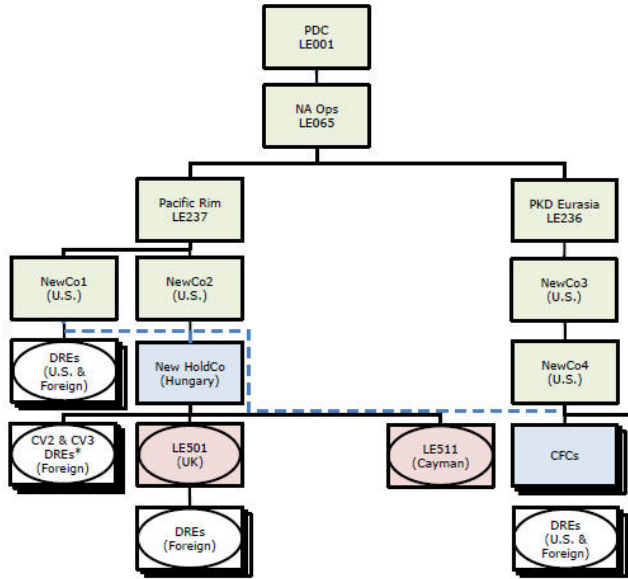 PDC
LE001
NA Ops
LE065
Pacific Rim
LE237
PKD Eurasia
LE236
NewCo1
(U.S.)
NewCo2
(U.S.)
NewCo3
(U.S.)
DREs
(U.S. &
Foreign)
New HoldCo
(Hungary)
NewCo4
(U.S.)
CV2 & CV3
DREs*
(Foreign)
LE501
(UK)
LE511
(Cayman)
CFCs
DREs
(Foreign)
DREs
(U.S. &
Foreign)